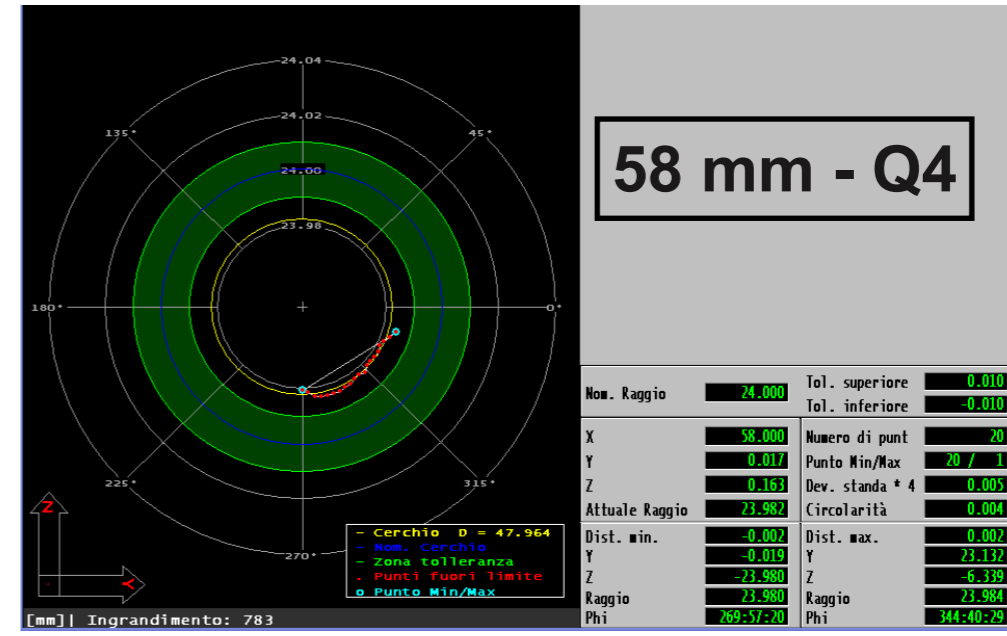 24.04
24.02
135°
45°
24.00
23.98
180°
0°
225°
315°
270°
Z
Y
– Cerchio D = 47.964
– Nom. Cerchio
– Zona tolleranza
. Punti fuori limite
o Punto Min/Max
[mm]| Ingrandimento: 783
58 mm - Q4
Nom. Raggio 24.000
Tol. superiore 0.010
Tol. inferiore -0.010
X 58.000
Y 0.017
Z 0.163
Attuale Raggio 23.982
Numero di punt 20
Punto Min/Max 20 / 1
Dev. standa * 4 0.005
Circolarità 0.004
Dist. min. -0.002
Y -0.019
Z -23.980
Raggio 23.980
Phi 269:57:20
Dist. max. 0.002
Y 23.132
Z -6.339
Raggio 23.984
Phi 344:40:29